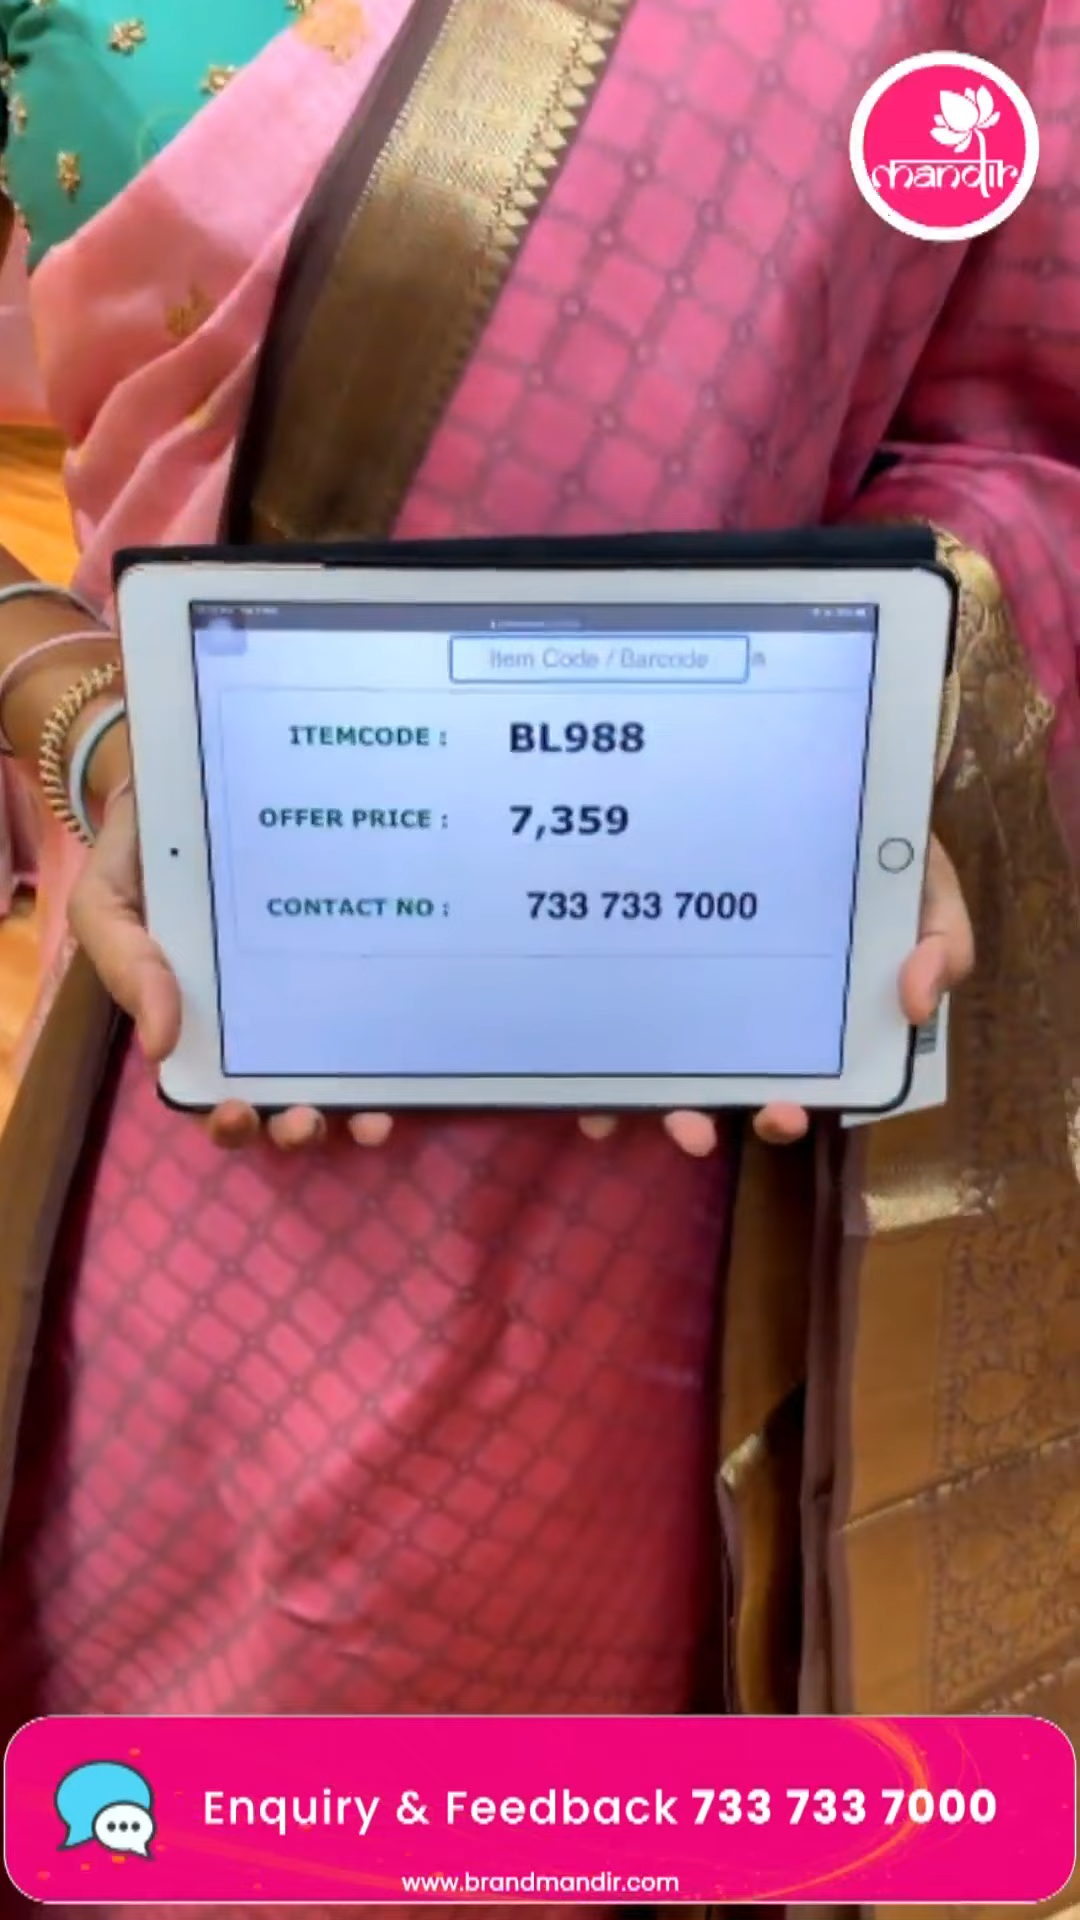 mandir
Item Code / Barcode
ITEMCODE : BL988
OFFER PRICE : 7,359
CONTACT NO : 733 733 7000
Enquiry & Feedback 733 733 7000
www.brandmandir.com